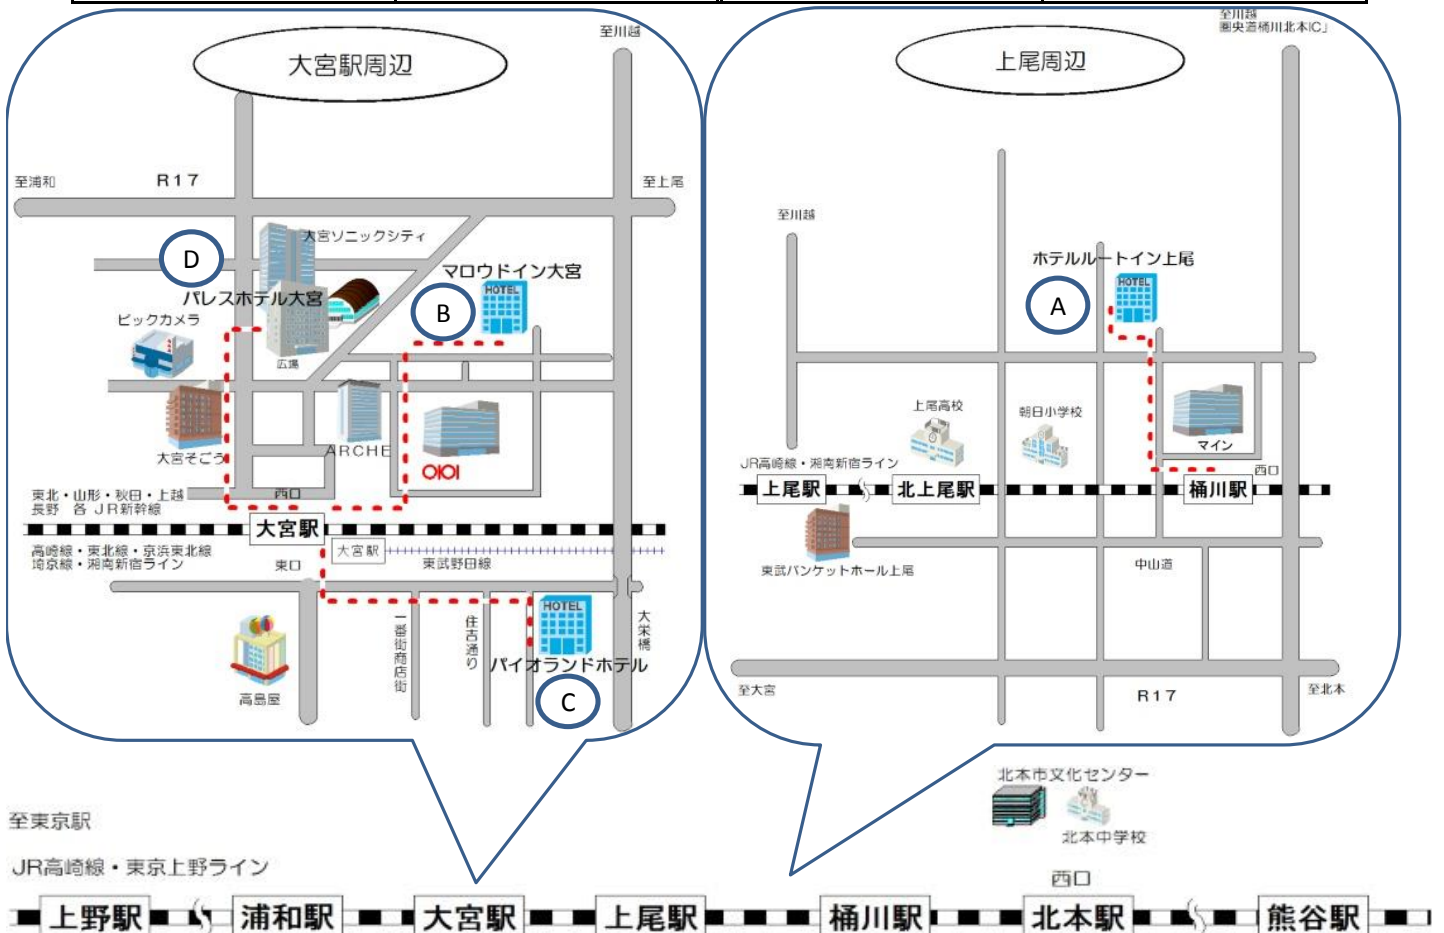 大宮駅周辺
至川越
至浦和
R17
至上尾
大宮ソニックシティ
D
マロウドイン大宮
HOTEL
B
パレスホテル大宮
ビックカメラ
広場
大宮そごう
ARCHE
OIOI
東北・山形・秋田・上越
長野 各 JR新幹線
西口
大宮駅
高崎線・東北線・京浜東北線
埼京線・湘南新宿ライン
東口
大宮駅
東武野田線
HOTEL
一番街商店街
住吉通り
大栄橋
パイオランドホテル
C
高島屋
上尾周辺
至川越
圏央道桶川北本IC」
至川越
ホテルルートイン上尾
HOTEL
A
上尾高校
朝日小学校
マイン
JR高崎線・湘南新宿ライン
西口
上尾駅
北上尾駅
桶川駅
東武バンケットホール上尾
中山道
至大宮
R17
至北本
北本市文化センター
北本中学校
至東京駅
JR高崎線・東京上野ライン
西口
上野駅
浦和駅
大宮駅
上尾駅
桶川駅
北本駅
熊谷駅